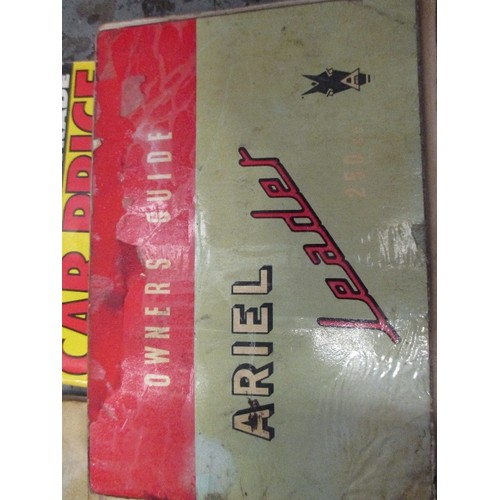 OWNER'S GUIDE
ARIEL
Leader
250
CAR PRICE